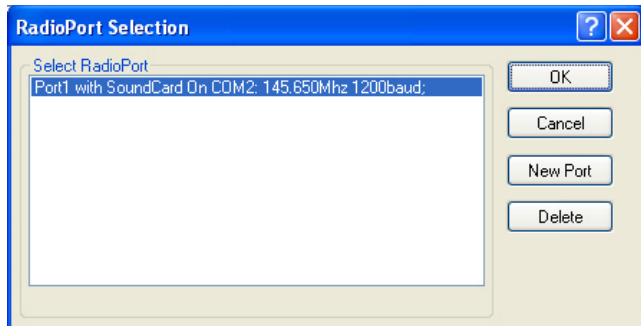 RadioPort Selection
?
X
Select RadioPort
Port1 with SoundCard On COM2: 145.650Mhz 1200baud;
OK
Cancel
New Port
Delete